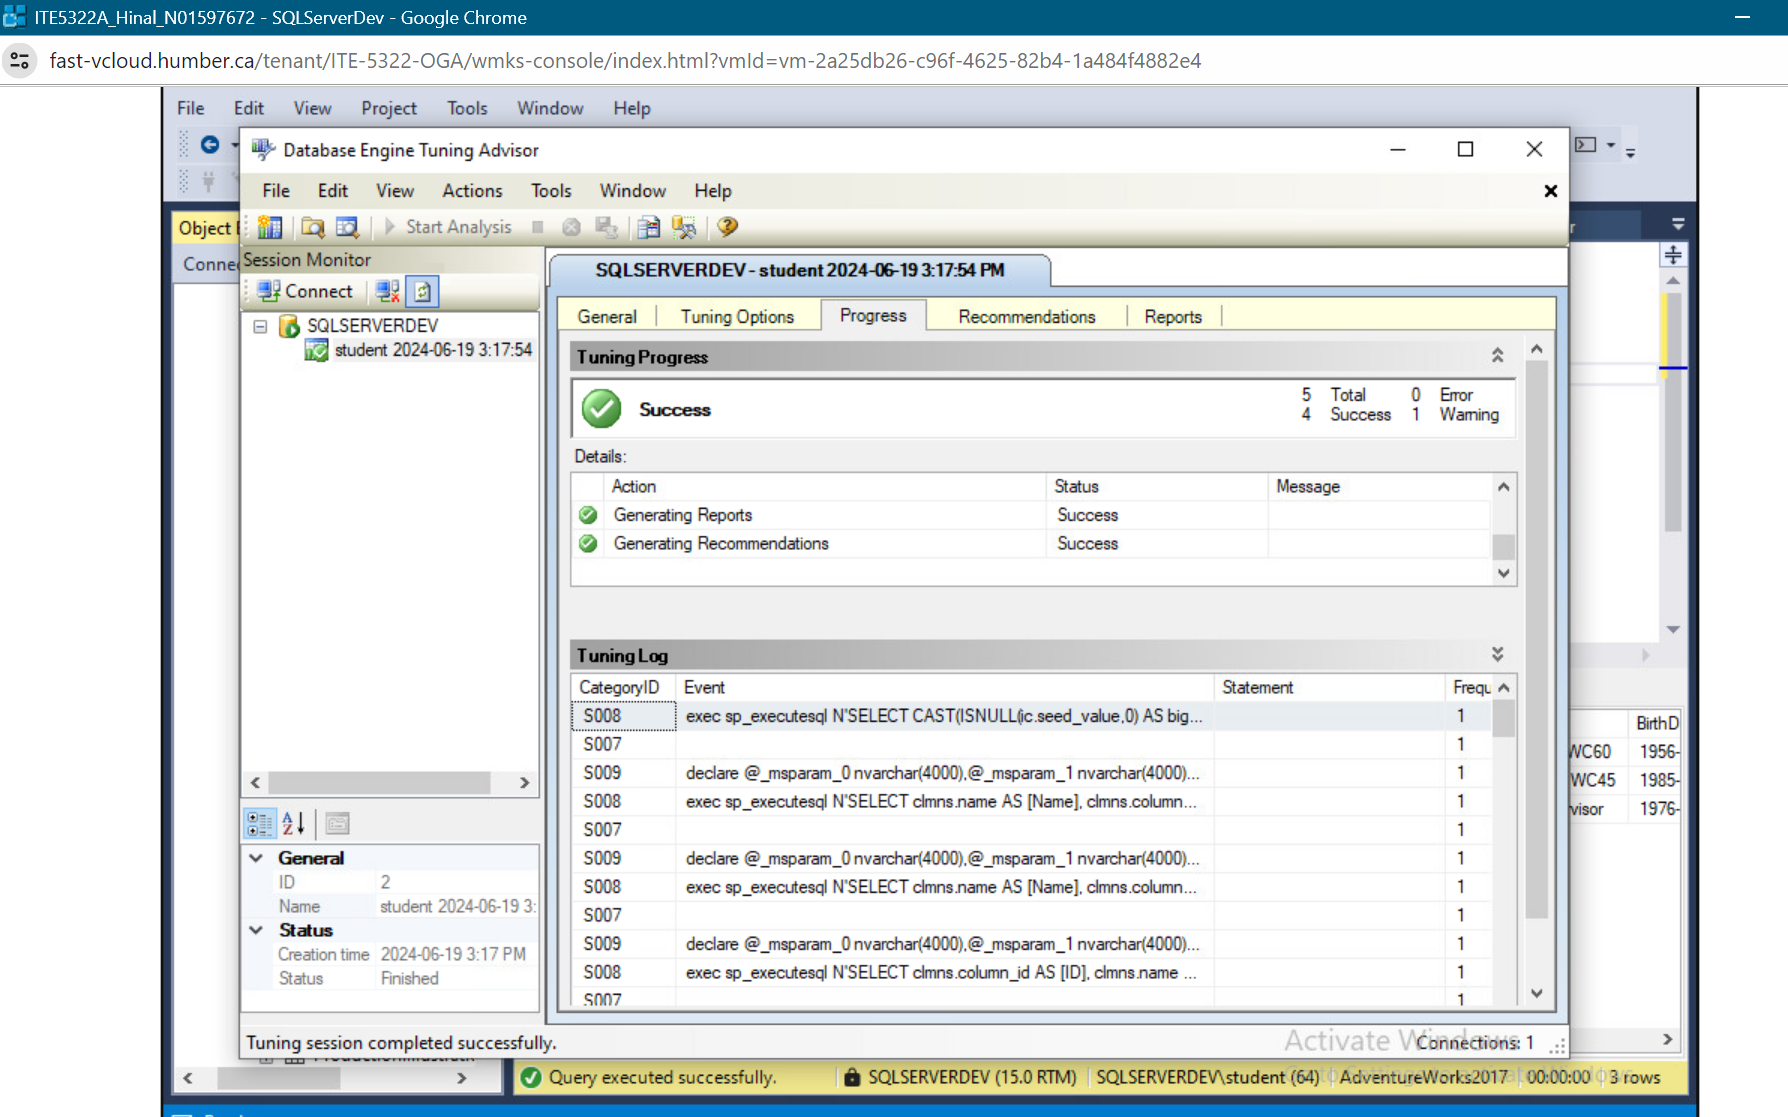 ITE5322A_Hinal_N01597672 - SQLServerDev - Google Chrome
fast-vcloud.humber.ca/tenant/ITE-5322-OGA/wmks-console/index.html?vmId=vm-2a25db26-c96f-4625-82b4-1a484f4882e4
File Edit View Project Tools Window Help
Database Engine Tuning Advisor
File Edit View Actions Tools Window Help
Object
Start Analysis
Session Monitor
Connect
SQLSERVERDEV
student 2024-06-19 3:17:54
SQLSERVERDEV - student 2024-06-19 3:17:54 PM
General Tuning Options Progress Recommendations Reports
Tuning Progress
Success
5 Total 0 Error
4 Success 1 Warning
Details:
Action Status Message
Generating Reports Success
Generating Recommendations Success
Tuning Log
CategoryID Event Statement Frequ
S008 exec sp_executesql N'SELECT CAST(ISNULL(ic.seed_value,0) AS big... 1
S007 1
S009 declare @_msparam_0 nvarchar(4000),@_msparam_1 nvarchar(4000)... 1
S008 exec sp_executesql N'SELECT clmns.name AS [Name], clmns.column... 1
S007 1
S009 declare @_msparam_0 nvarchar(4000),@_msparam_1 nvarchar(4000)... 1
S008 exec sp_executesql N'SELECT clmns.name AS [Name], clmns.column... 1
S007 1
S009 declare @_msparam_0 nvarchar(4000),@_msparam_1 nvarchar(4000)... 1
S008 exec sp_executesql N'SELECT clmns.column_id AS [ID], clmns.name ... 1
S007 1
General
ID 2
Name student 2024-06-19 3:
Status
Creation time 2024-06-19 3:17 PM
Status Finished
BirthD
WC60 1956-
WC45 1985-
visor 1976-
Tuning session completed successfully.
Activate Windows
Connections: 1
Query executed successfully. SQLSERVERDEV (15.0 RTM) SQLSERVERDEV\student (64) AdventureWorks2017 00:00:00 3 rows